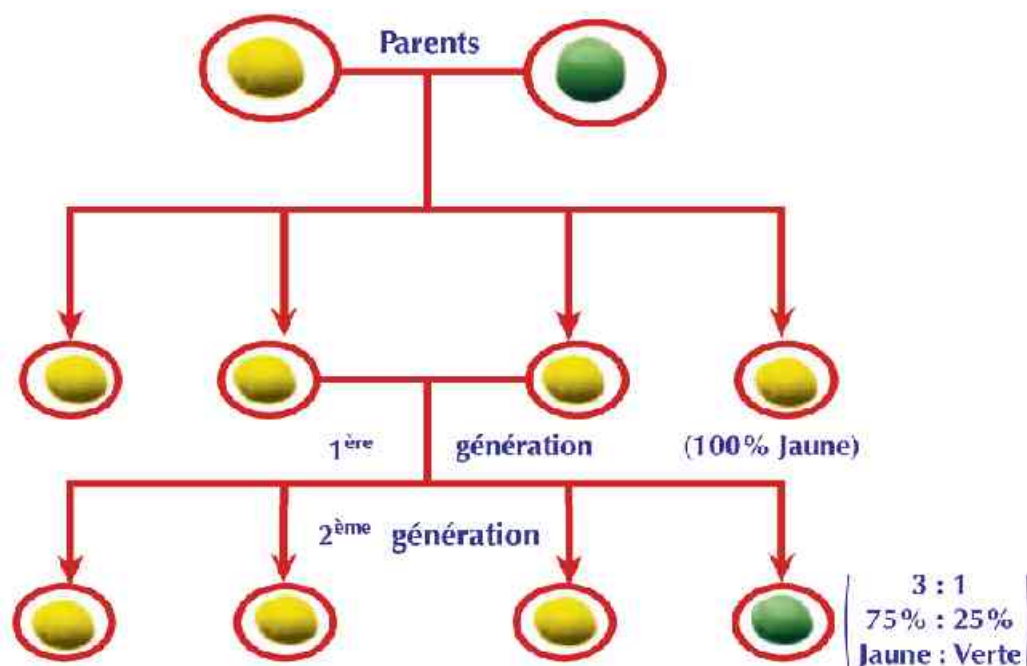 Parents
1ère génération (100% Jaune)
2ème génération
3 : 1
75% : 25%
Jaune : Verte